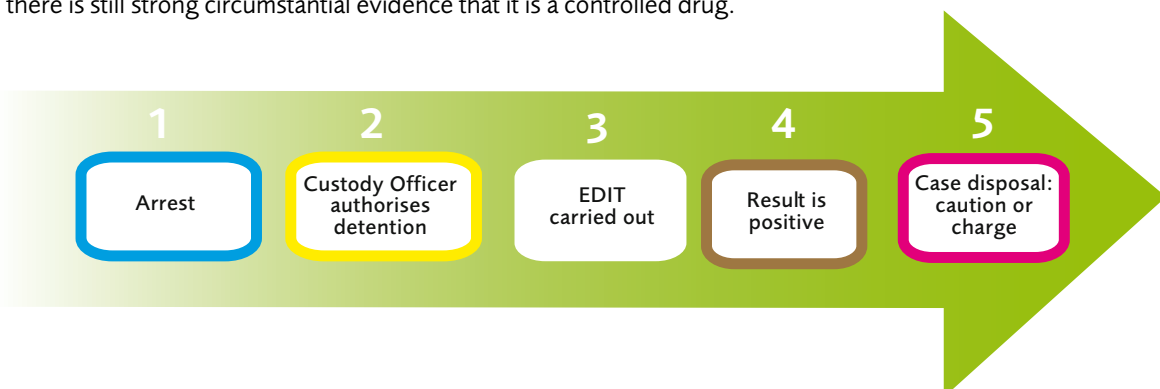 there is still strong circumstantial evidence that it is a controlled drug.
1
2
3
4
5
Arrest
Custody Officer
authorises
detention
EDIT
carried out
Result is
positive
Case disposal:
caution or
charge